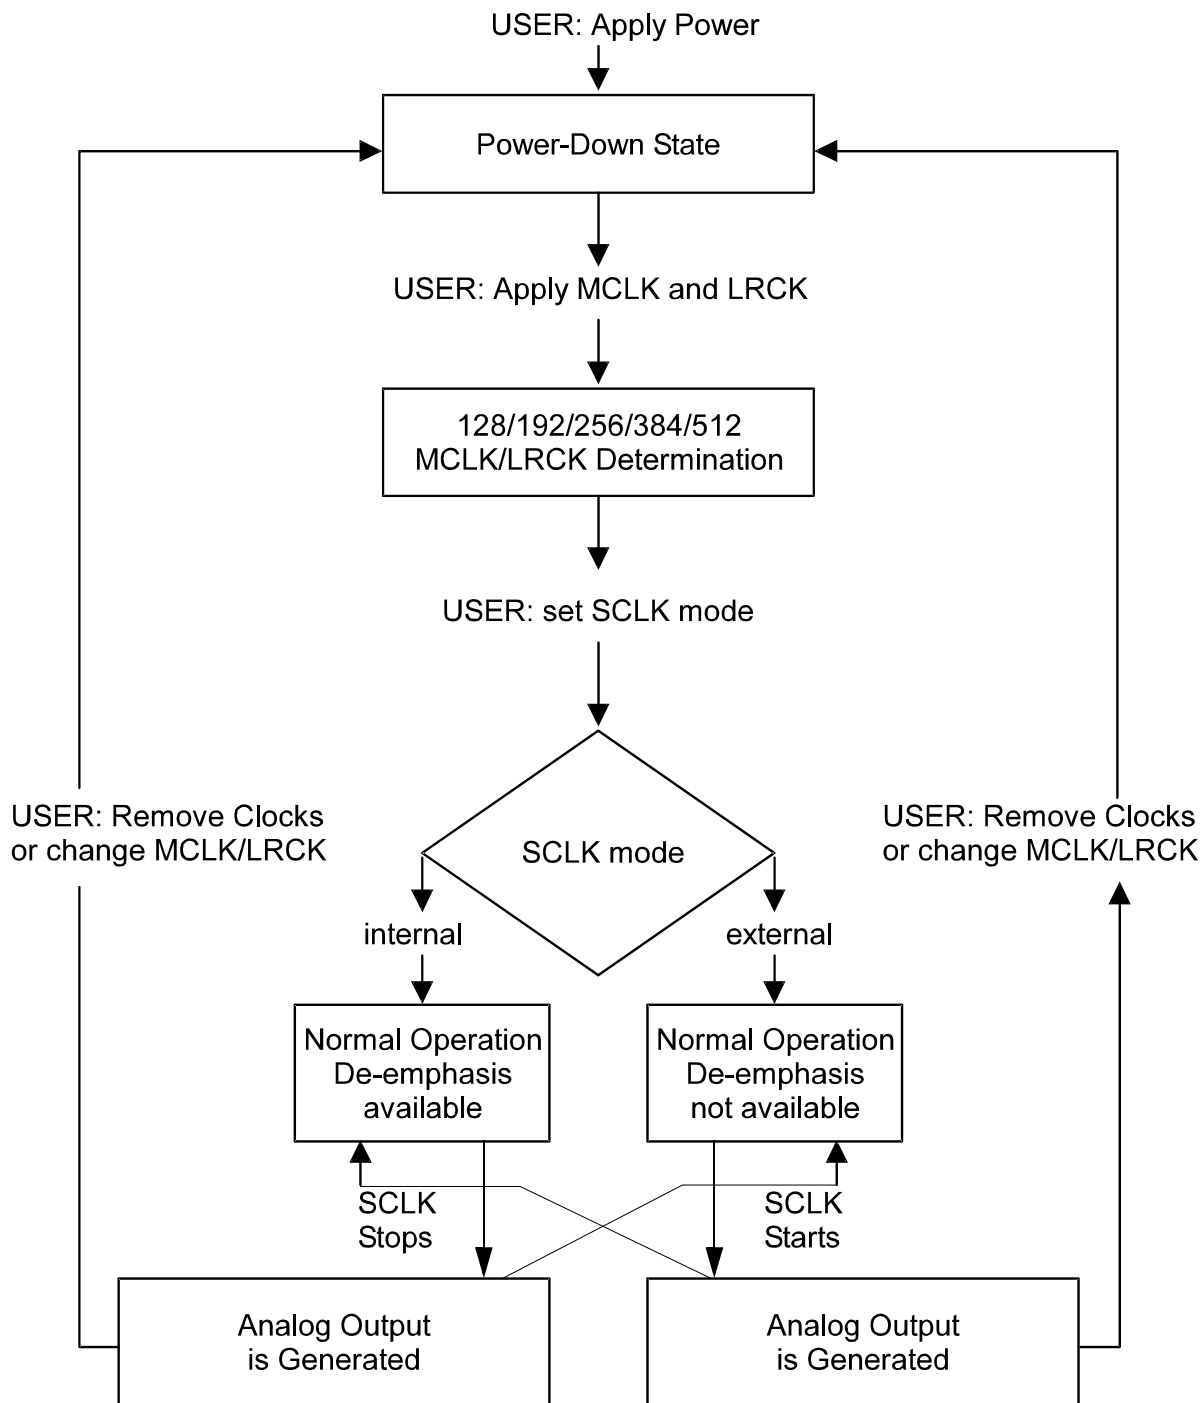 USER: Apply Power
Power-Down State
USER: Apply MCLK and LRCK
128/192/256/384/512
MCLK/LRCK Determination
USER: set SCLK mode
USER: Remove Clocks
or change MCLK/LRCK
SCLK mode
USER: Remove Clocks
or change MCLK/LRCK
internal
external
Normal Operation
De-emphasis
available
Normal Operation
De-emphasis
not available
SCLK
Stops
SCLK
Starts
Analog Output
is Generated
Analog Output
is Generated